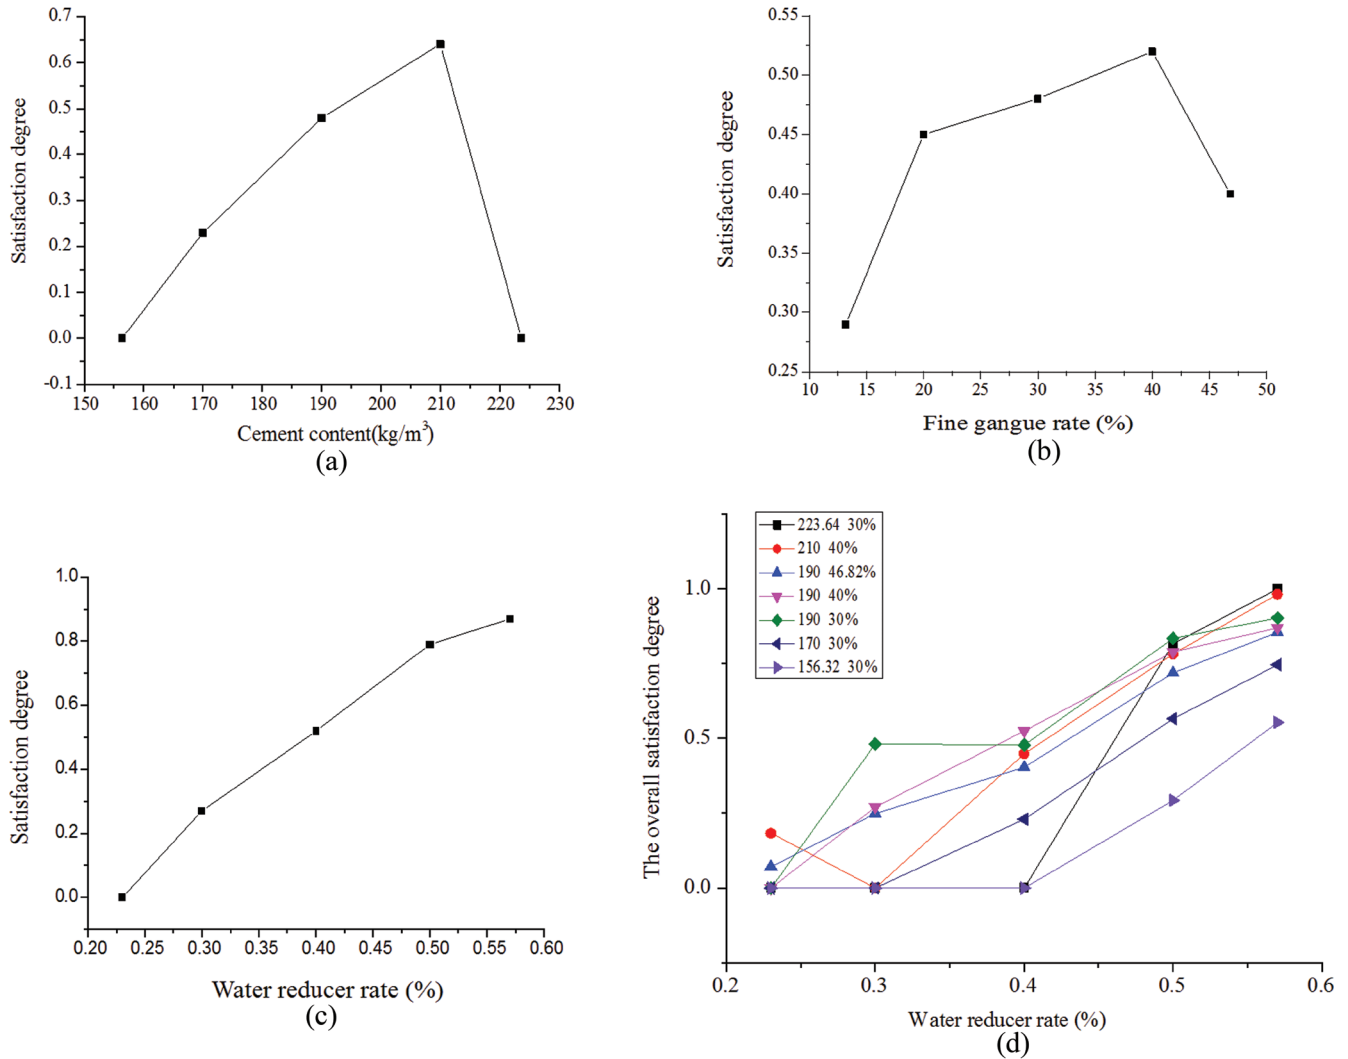 0.7
0.6
0.5
0.4
0.3
0.2
0.1
0.0
-0.1
Satisfaction degree
150 160 170 180 190 200 210 220 230
Cement content(kg/m³)
(a)
0.55
0.50
0.45
0.40
0.35
0.30
0.25
Satisfaction degree
10 15 20 25 30 35 40 45 50
Fine gangue rate (%)
(b)
1.0
0.8
0.6
0.4
0.2
0.0
Satisfaction degree
0.20 0.25 0.30 0.35 0.40 0.45 0.50 0.55 0.60
Water reducer rate (%)
(c)
223.64 30%
210 40%
190 46.82%
190 40%
190 30%
170 30%
156.32 30%
1.0
0.5
0.0
The overall satisfaction degree
0.2 0.3 0.4 0.5 0.6
Water reducer rate (%)
(d)